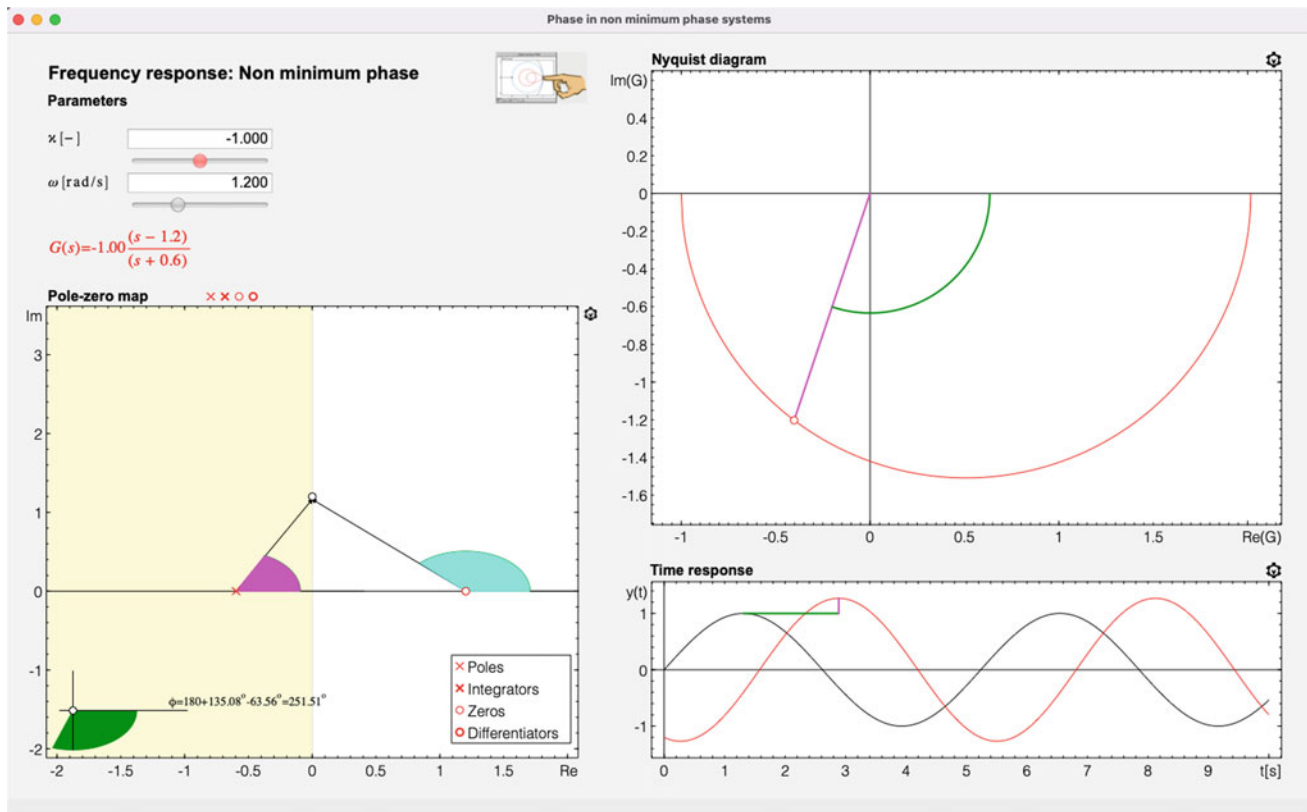 Phase in non minimum phase systems
Frequency response: Non minimum phase
Parameters
ϰ [−] -1.000
ω [rad/s] 1.200
G(s)=-1.00 (s − 1.2)
(s + 0.6)
Pole-zero map
Im
3
2
1
0
-1
-2
-2 -1.5 -1 -0.5 0 0.5 1 1.5 Re
ϕ=180+135.08°-63.56°=251.51°
Poles
Integrators
Zeros
Differentiators
Nyquist diagram
Im(G)
0.4
0.2
0
-0.2
-0.4
-0.6
-0.8
-1
-1.2
-1.4
-1.6
-1 -0.5 0 0.5 1 1.5 Re(G)
Time response
y(t)
1
0
-1
0 1 2 3 4 5 6 7 8 9 t[s]